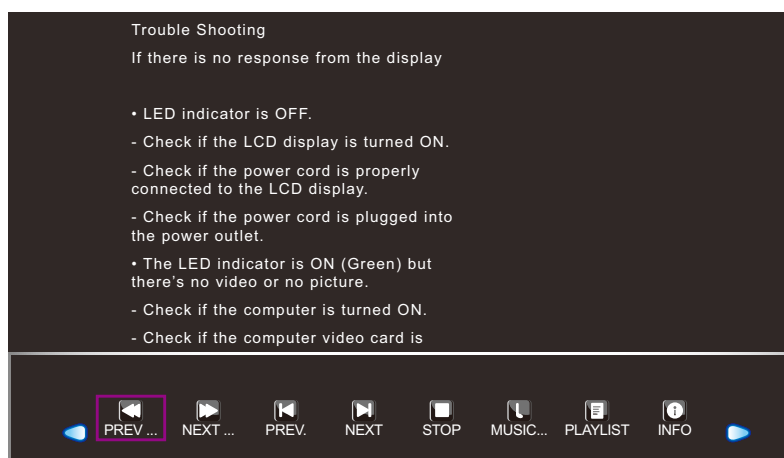 Trouble Shooting
If there is no response from the display
• LED indicator is OFF.
- Check if the LCD display is turned ON.
- Check if the power cord is properly
connected to the LCD display.
- Check if the power cord is plugged into
the power outlet.
• The LED indicator is ON (Green) but
there's no video or no picture.
- Check if the computer is turned ON.
- Check if the computer video card is
PREV ... NEXT ... PREV. NEXT STOP MUSIC... PLAYLIST INFO